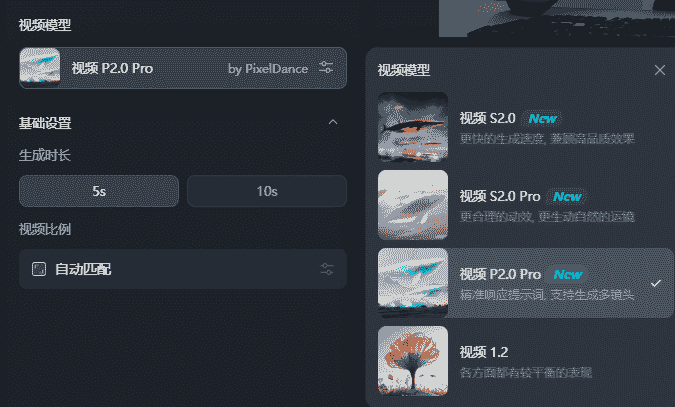 视频模型
视频 P2.0 Pro by PixelDance
基础设置
生成时长
5s 10s
视频比例
自动匹配
视频模型
视频 S2.0 New
更快的生成速度, 兼顾高品质效果
视频 S2.0 Pro New
更合理的动效, 更生动自然的运镜
视频 P2.0 Pro New
精准响应提示词, 支持生成多镜头
视频 1.2
各方面都有较平衡的表现